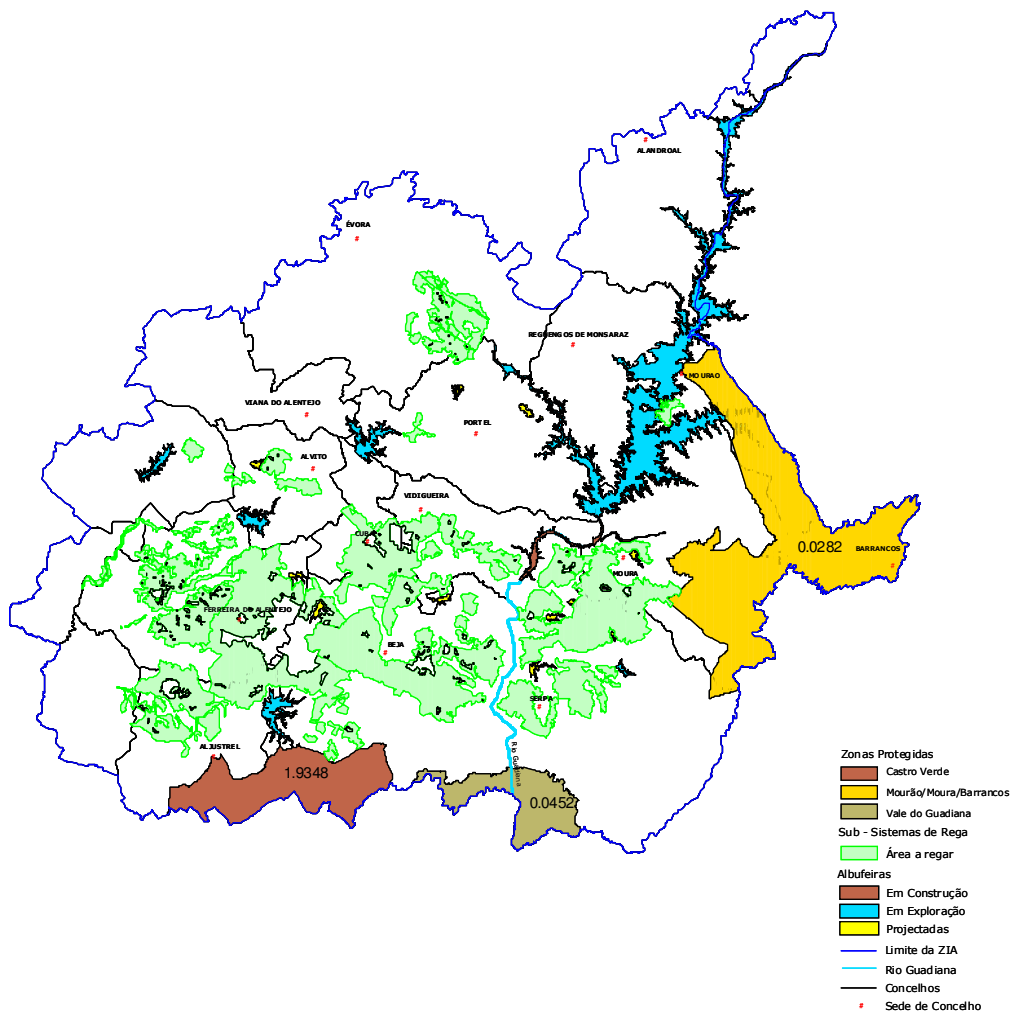 ALANDROAL
ÉVORA
REGUENGOS DE MONSARAZ
MOURAO
VIANA DO ALENTEJO
PORTEL
ALVITO
VIDIGUEIRA
CUBA
0.0282
BARRANCOS
MOURA
FERREIRA DO ALENTEJO
BEJA
SERPA
ALJUSTREL
Rio Guadiana
1.9348
0.0452
Zonas Protegidas
Castro Verde
Mourão/Moura/Barrancos
Vale do Guadiana
Sub - Sistemas de Rega
Área a regar
Albufeiras
Em Construção
Em Exploração
Projectadas
Limite da ZIA
Rio Guadiana
Concelhos
# Sede de Concelho